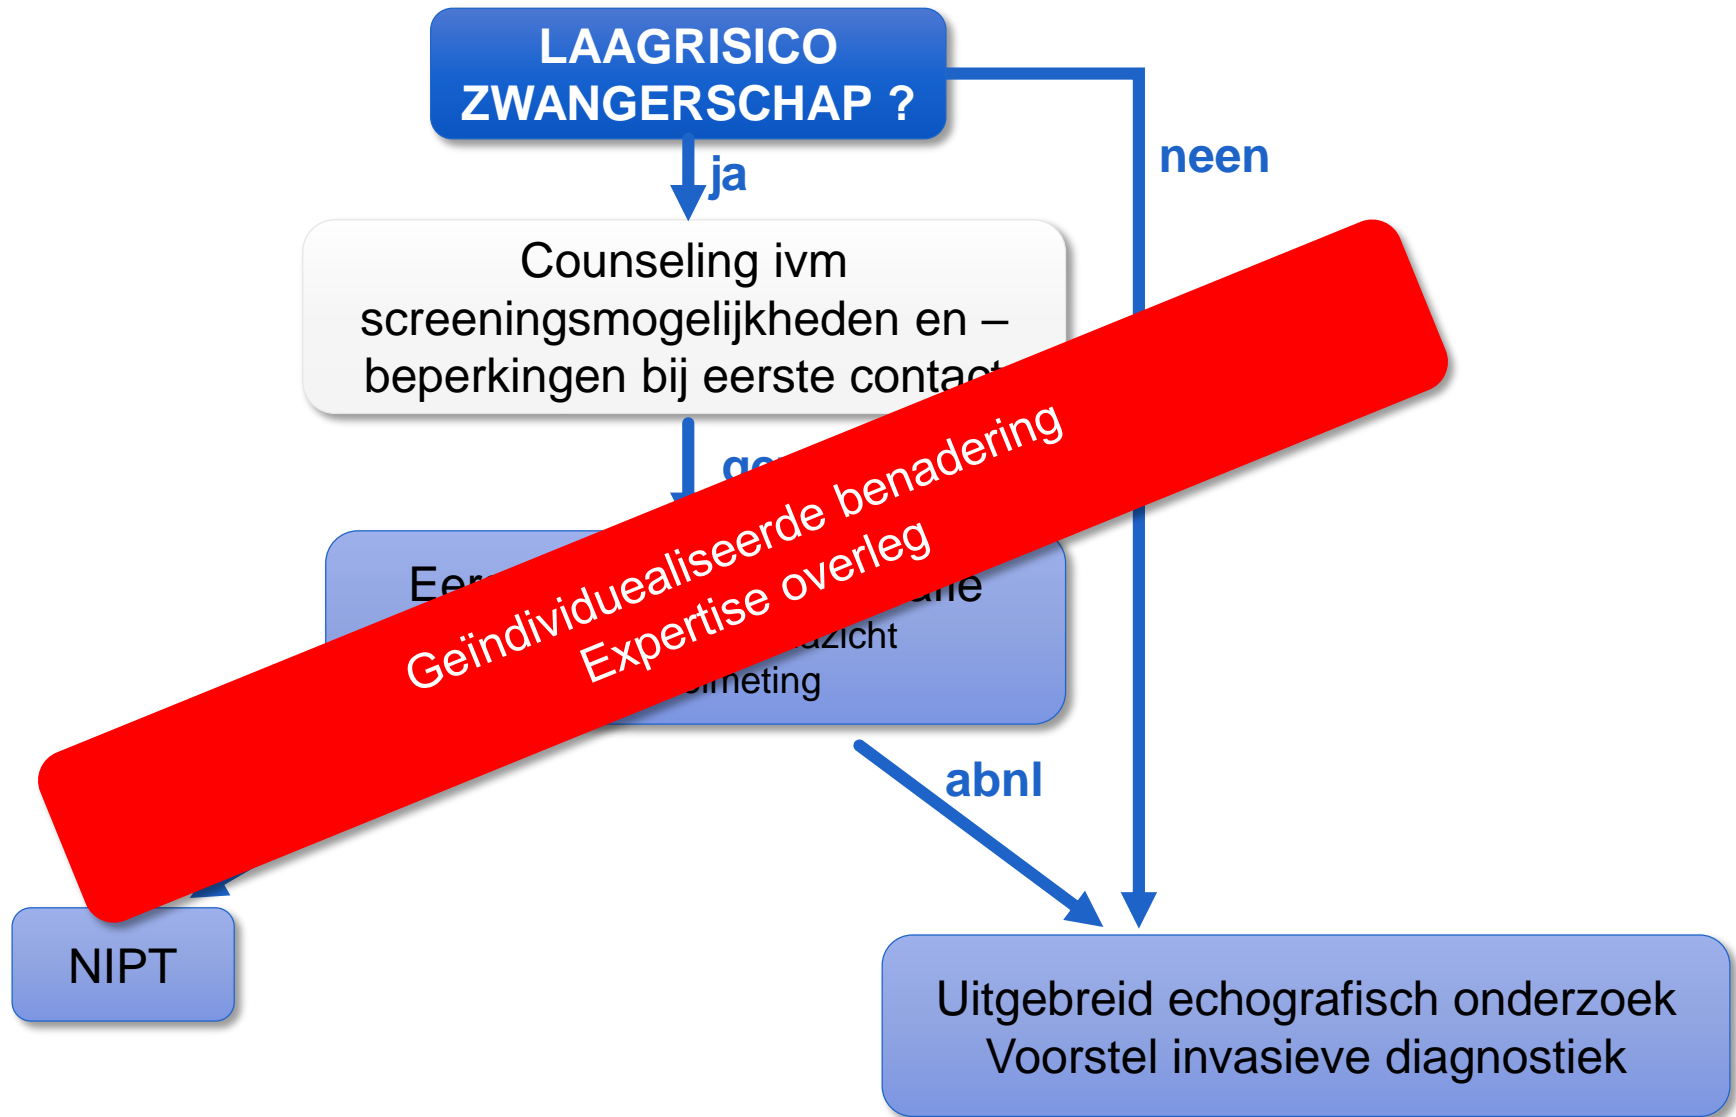 LAAGRISICO
ZWANGERSCHAP ?
ja
neen
Counseling ivm
screeningsmogelijkheden en –
beperkingen bij eerste contact
Geïndividuealiseerde benadering
Expertise overleg
abnl
NIPT
Uitgebreid echografisch onderzoek
Voorstel invasieve diagnostiek